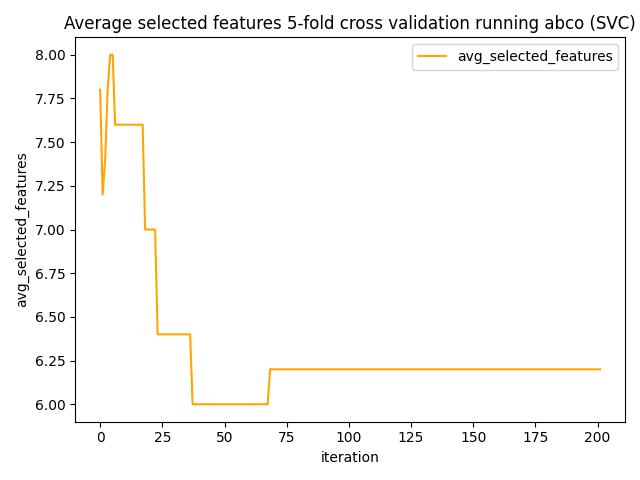 Average selected features 5-fold cross validation running abco (SVC)
avg_selected_features
8.00
7.75
7.50
7.25
7.00
6.75
6.50
6.25
6.00
avg_selected_features
0 25 50 75 100 125 150 175 200
iteration